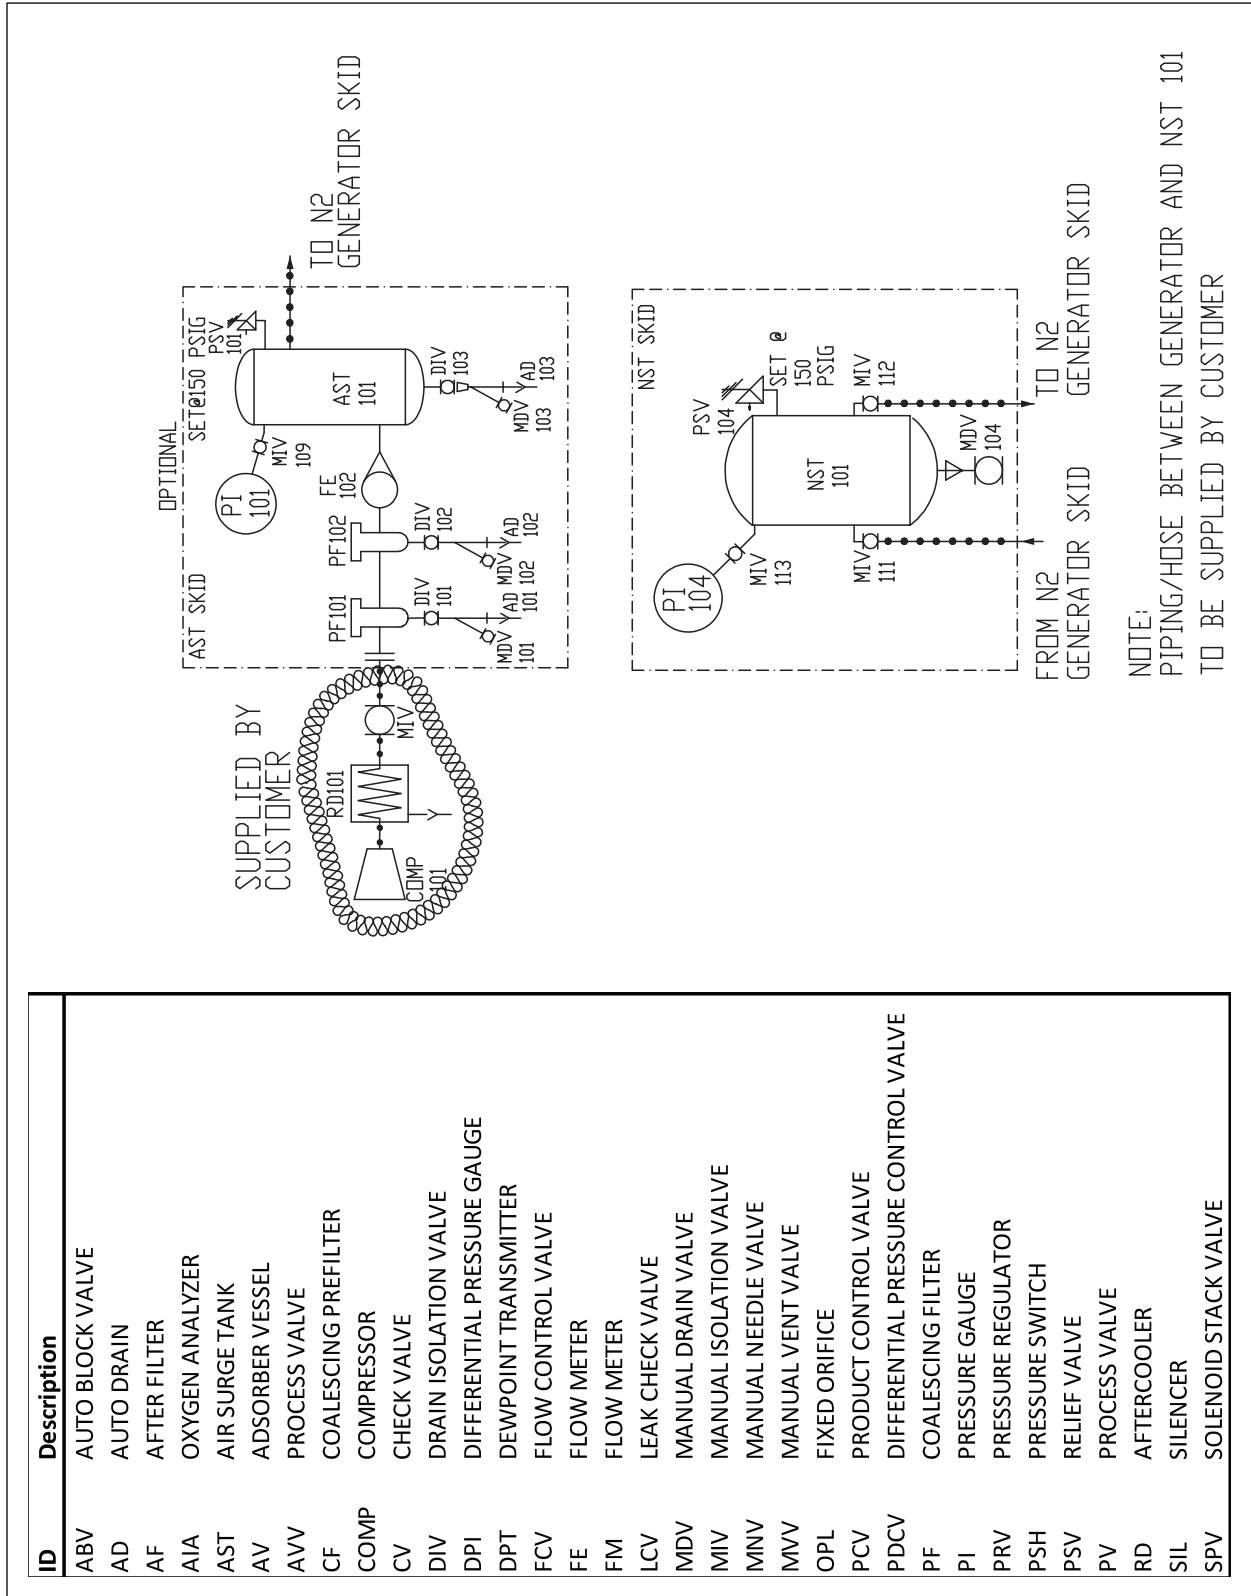 ID Description
ABV AUTO BLOCK VALVE
AD AUTO DRAIN
AF AFTER FILTER
AIA OXYGEN ANALYZER
AST AIR SURGE TANK
AV ADSORBER VESSEL
AVV PROCESS VALVE
CF COALESCING PREFILTER
COMP COMPRESSOR
CV CHECK VALVE
DIV DRAIN ISOLATION VALVE
DPI DIFFERENTIAL PRESSURE GAUGE
DPT DEWPOINT TRANSMITTER
FCV FLOW CONTROL VALVE
FE FLOW METER
FM FLOW METER
LCV LEAK CHECK VALVE
MDV MANUAL DRAIN VALVE
MIV MANUAL ISOLATION VALVE
MNV MANUAL NEEDLE VALVE
MVV MANUAL VENT VALVE
OPL FIXED ORIFICE
PCV PRODUCT CONTROL VALVE
PDCV DIFFERENTIAL PRESSURE CONTROL VALVE
PF COALESCING FILTER
PI PRESSURE GAUGE
PRV PRESSURE REGULATOR
PSH PRESSURE SWITCH
PSV RELIEF VALVE
PV PROCESS VALVE
RD AFTERCOOLER
SIL SILENCER
SPV SOLENOID STACK VALVE
SUPPLIED BY
CUSTOMER
COMP
101
RD101
MIV
OPTIONAL
AST SKID
PF101
DIV
101
MDV
101
AD
101
PF102
DIV
102
MDV
102
AD
102
FE
102
PI
101
MIV
109
SET@150 PSIG
PSV
101
AST
101
DIV
103
MDV
103
AD
103
TO N2
GENERATOR SKID
NST SKID
PI
104
MIV
113
PSV
104
SET @
150
PSIG
NST
101
MIV
111
MIV
112
MDV
104
FROM N2
GENERATOR SKID
TO N2
GENERATOR SKID
NOTE:
PIPING/HOSE BETWEEN GENERATOR AND NST 101
TO BE SUPPLIED BY CUSTOMER